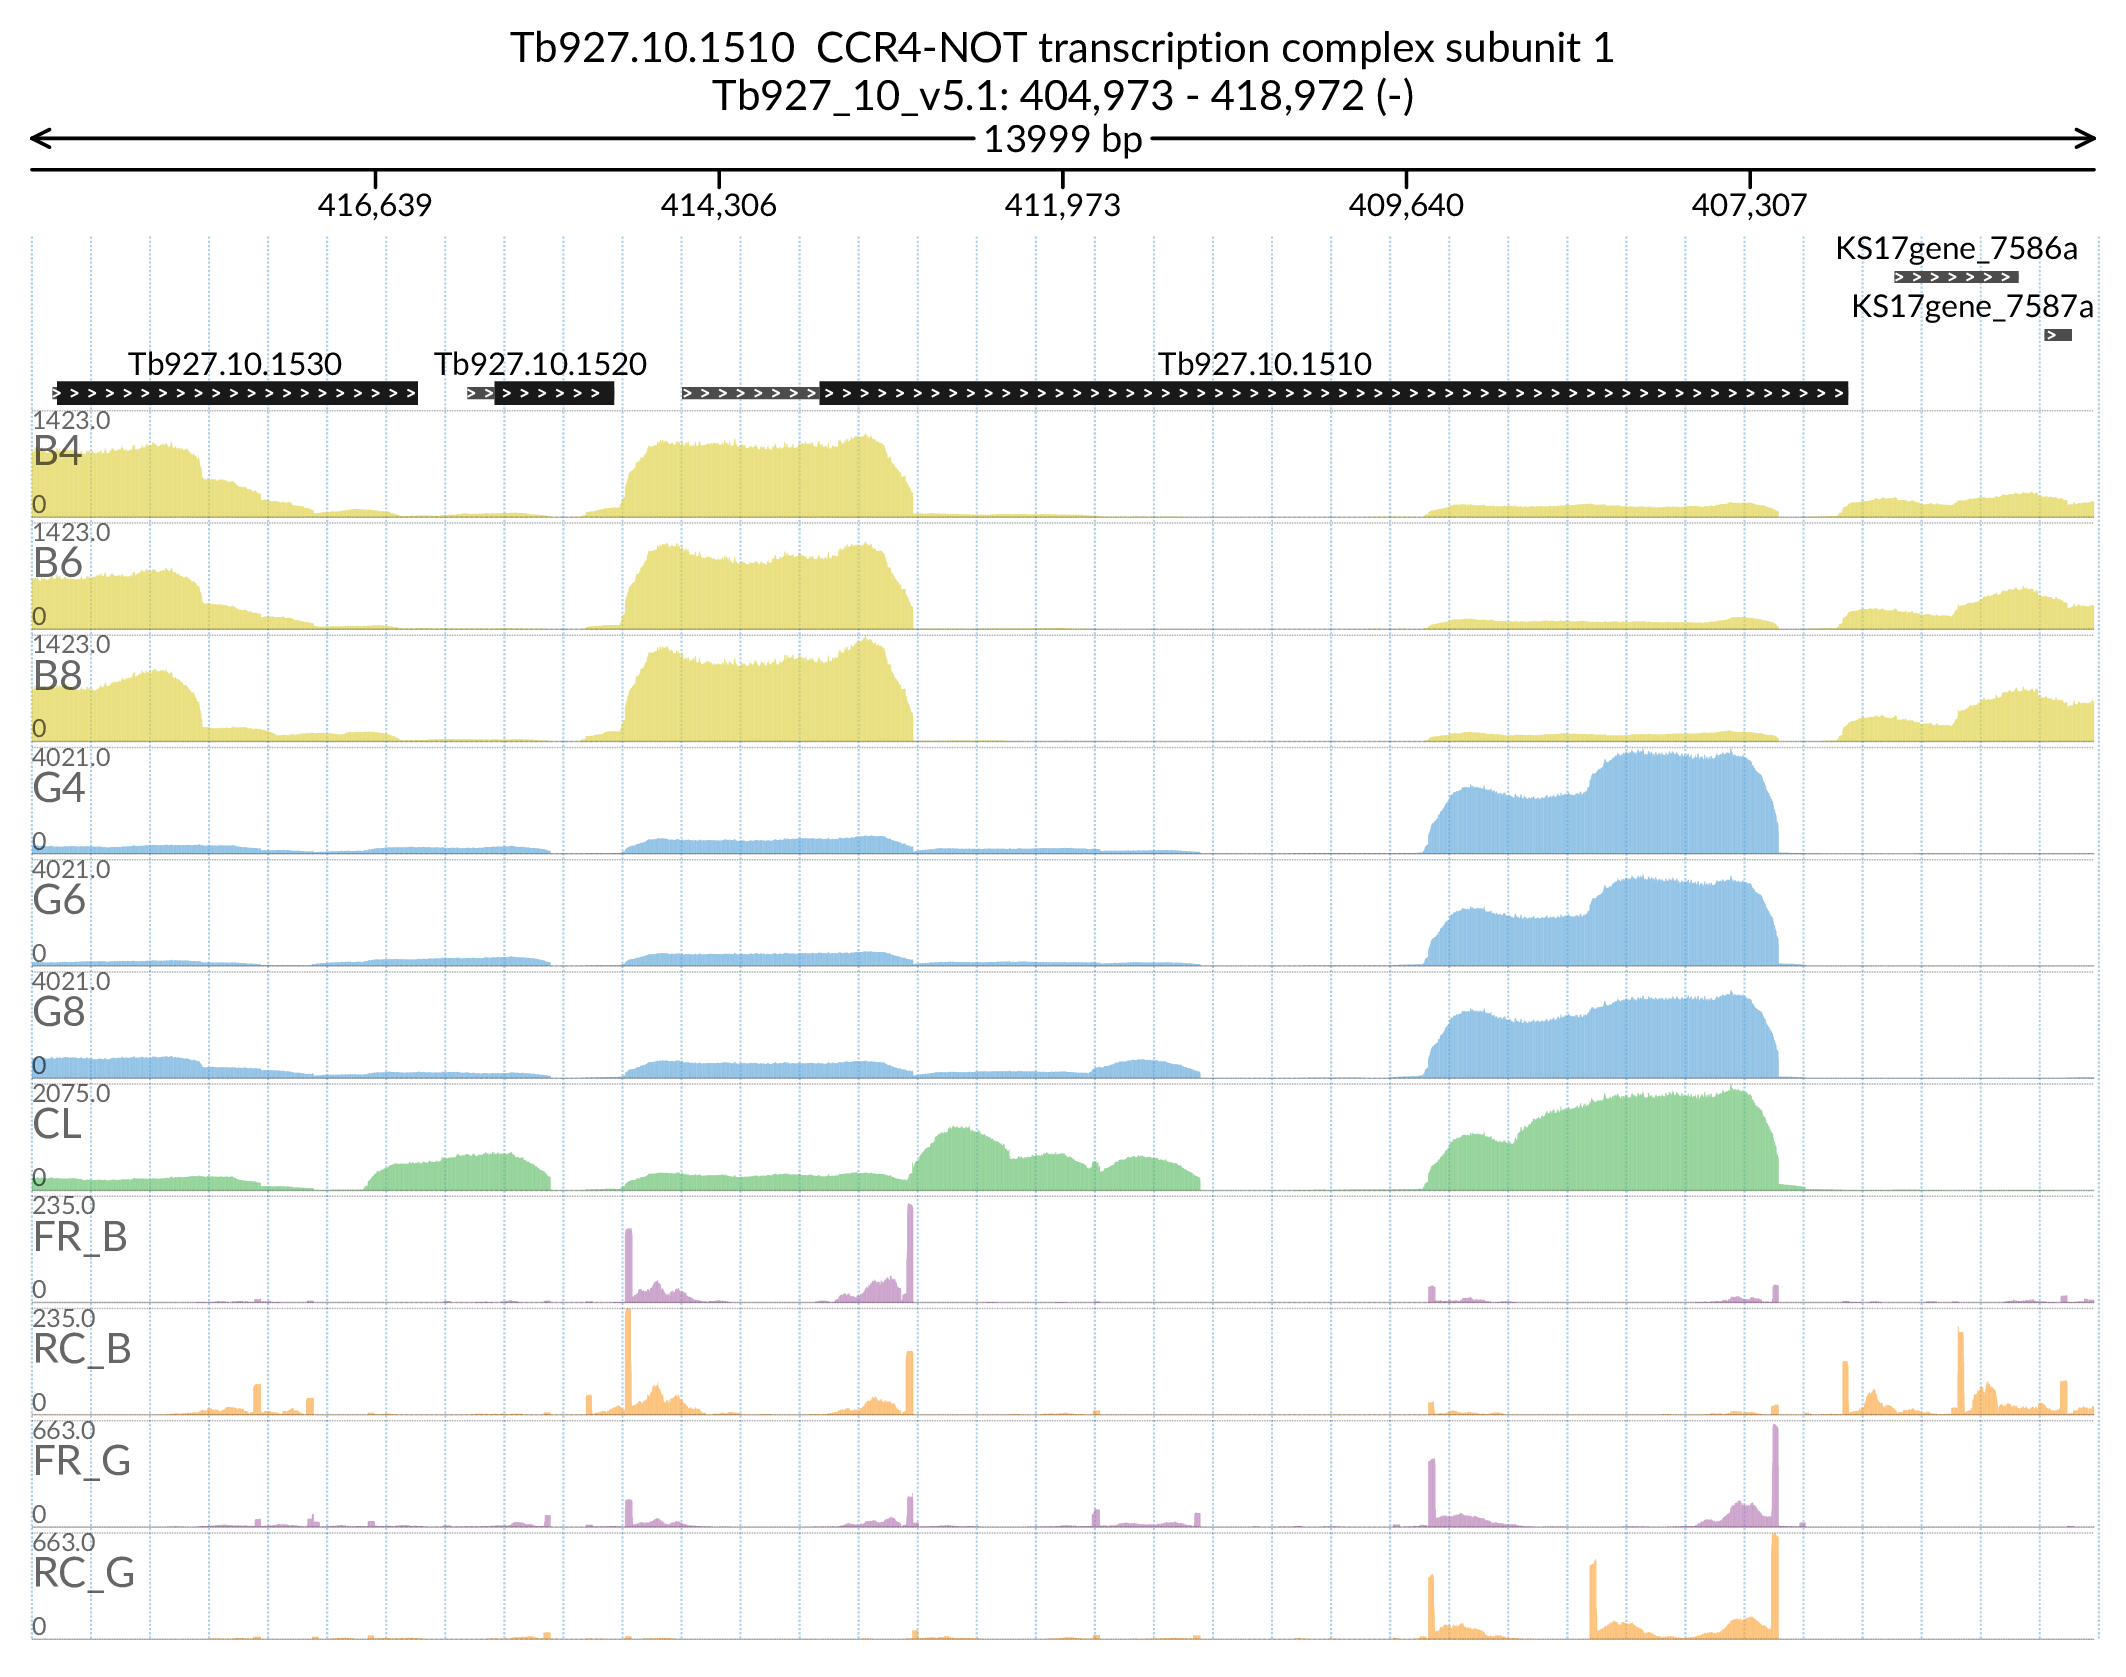 Tb927.10.1510  CCR4-NOT transcription complex subunit 1
Tb927_10_v5.1: 404,973 - 418,972 (-)
13999 bp
416,639 414,306 411,973 409,640 407,307
KS17gene_7586a
KS17gene_7587a
Tb927.10.1530 Tb927.10.1520 Tb927.10.1510
1423.0
B4
0
1423.0
B6
0
1423.0
B8
0
4021.0
G4
0
4021.0
G6
0
4021.0
G8
0
2075.0
CL
0
235.0
FR_B
0
235.0
RC_B
0
663.0
FR_G
0
663.0
RC_G
0